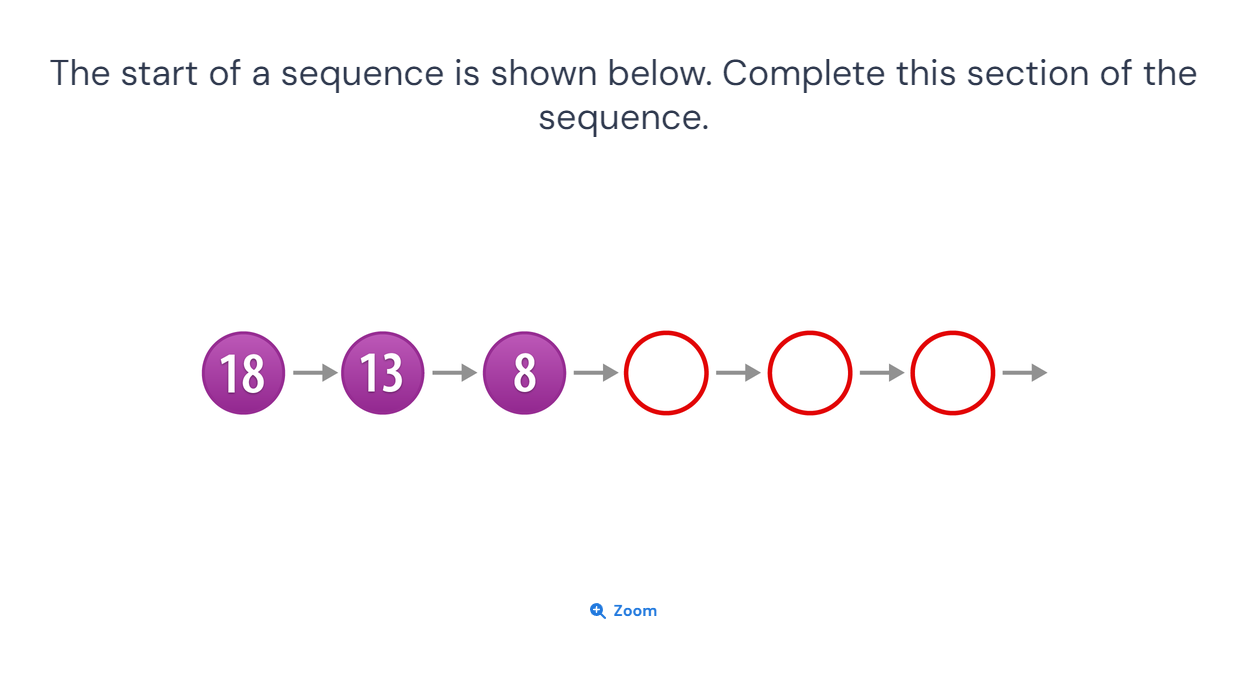 The start of a sequence is shown below. Complete this section of the
sequence.
18 13 8
Zoom